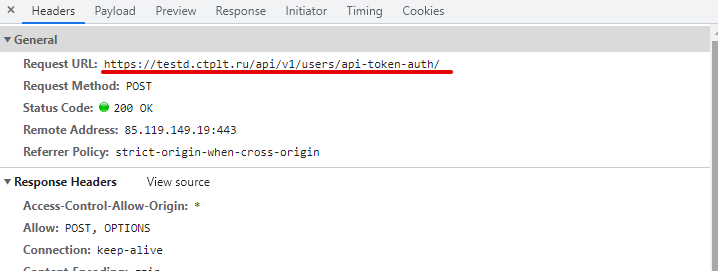 × Headers Payload Preview Response Initiator Timing Cookies
▼ General
Request URL: https://testd.ctplt.ru/api/v1/users/api-token-auth/
Request Method: POST
Status Code: 200 OK
Remote Address: 85.119.149.19:443
Referrer Policy: strict-origin-when-cross-origin
▼ Response Headers View source
Access-Control-Allow-Origin: *
Allow: POST, OPTIONS
Connection: keep-alive